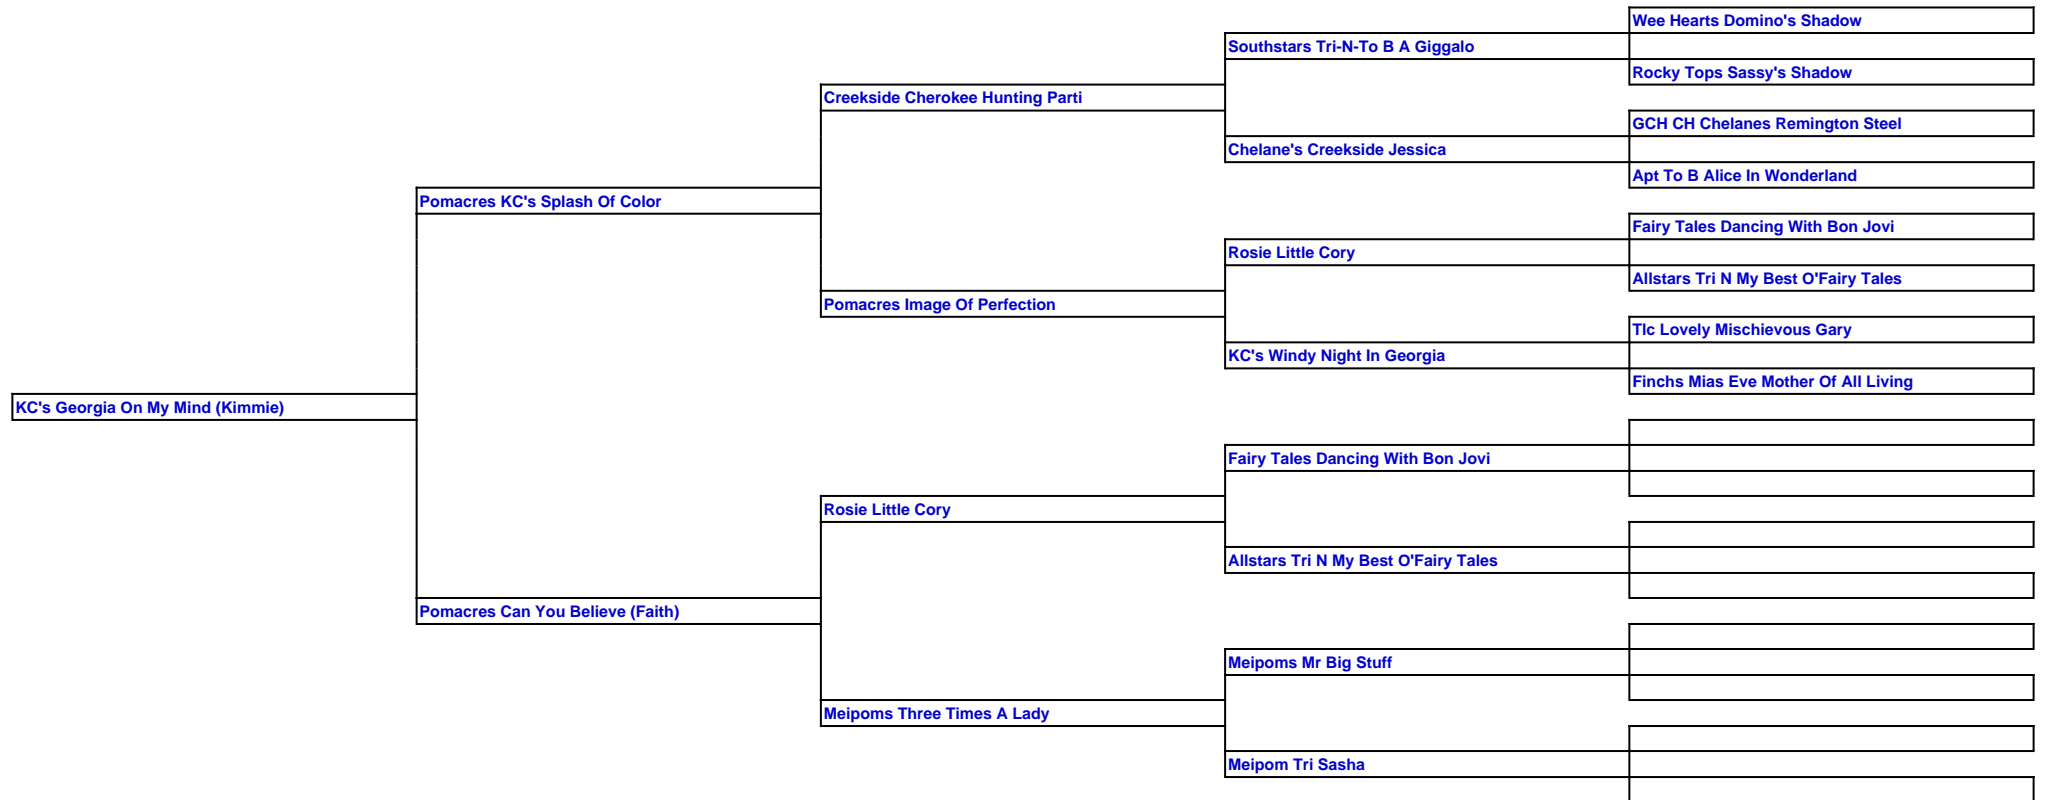 Wee Hearts Domino's Shadow
Southstars Tri-N-To B A Giggalo
Rocky Tops Sassy's Shadow
Creekside Cherokee Hunting Parti
GCH CH Chelanes Remington Steel
Chelane's Creekside Jessica
Apt To B Alice In Wonderland
Pomacres KC's Splash Of Color
Fairy Tales Dancing With Bon Jovi
Rosie Little Cory
Allstars Tri N My Best O'Fairy Tales
Pomacres Image Of Perfection
Tlc Lovely Mischievous Gary
KC's Windy Night In Georgia
Finchs Mias Eve Mother Of All Living
KC's Georgia On My Mind (Kimmie)
Fairy Tales Dancing With Bon Jovi
Rosie Little Cory
Allstars Tri N My Best O'Fairy Tales
Pomacres Can You Believe (Faith)
Meipoms Mr Big Stuff
Meipoms Three Times A Lady
Meipom Tri Sasha